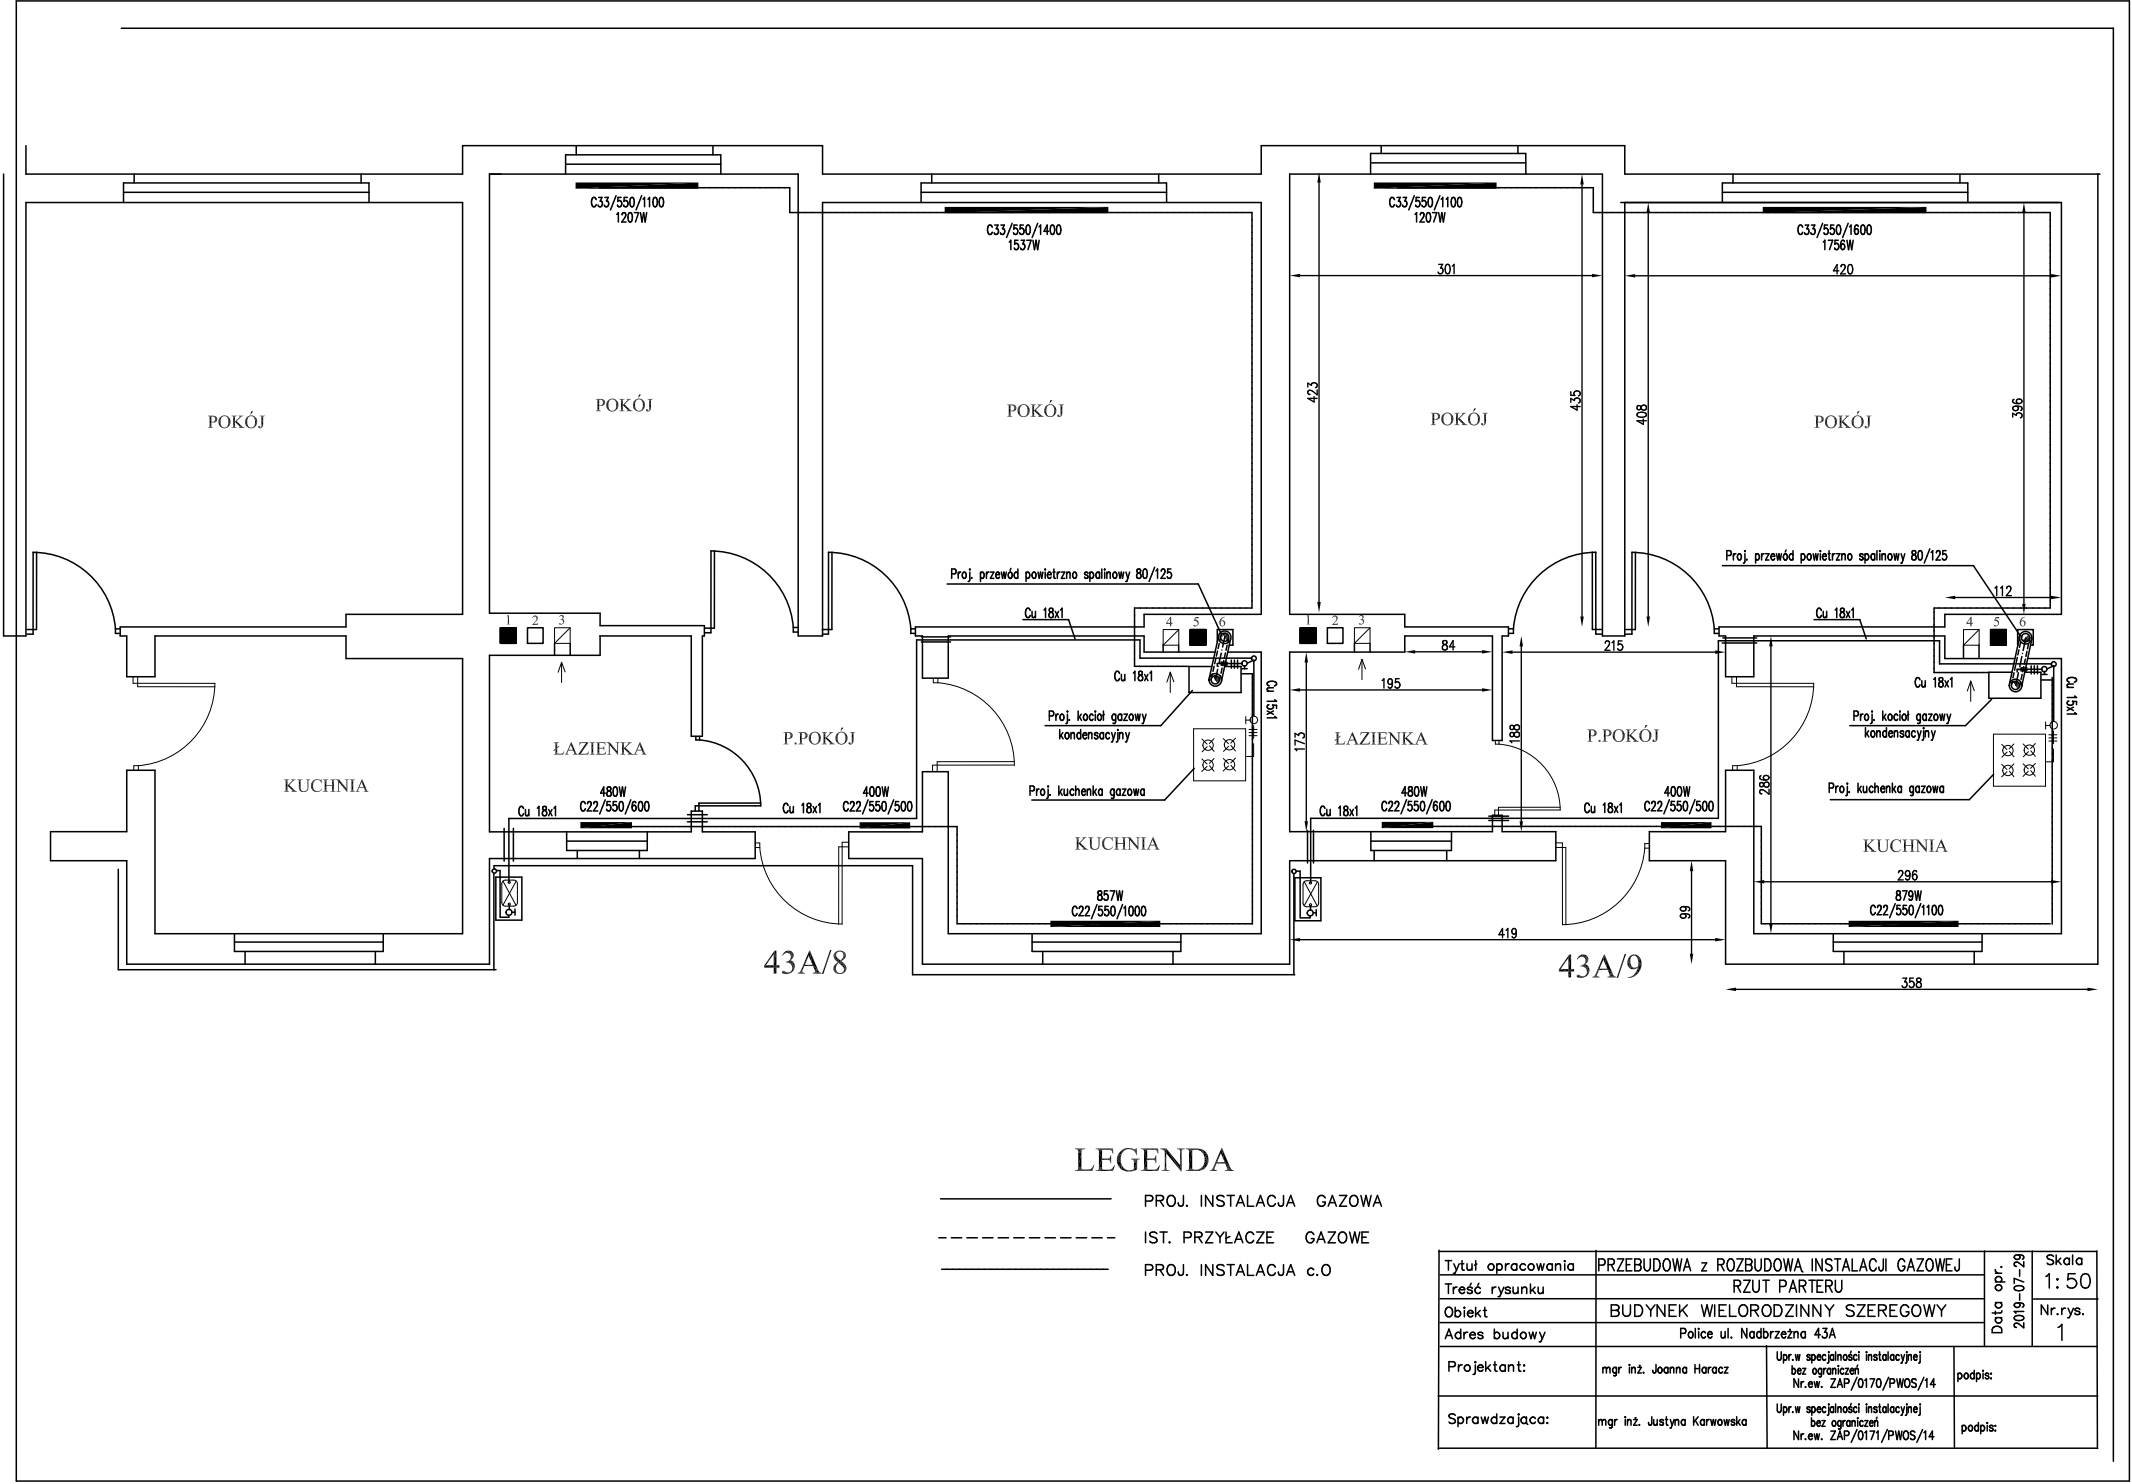 C33/550/1100
1207W
C33/550/1400
1537W
C33/550/1100
1207W
C33/550/1600
1756W
301
420
423
435
408
396
POKÓJ
POKÓJ
POKÓJ
POKÓJ
POKÓJ
Proj. przewód powietrzno spalinowy 80/125
Proj. przewód powietrzno spalinowy 80/125
112
Cu 18x1
Cu 18x1
1 2 3
4 5 6
1 2 3
4 5 6
84
215
Cu 18x1
195
Cu 18x1
Cu 15x1
Cu 15x1
Proj. kocioł gazowy
kondensacyjny
Proj. kocioł gazowy
kondensacyjny
173
188
286
KUCHNIA
ŁAZIENKA
P.POKÓJ
ŁAZIENKA
P.POKÓJ
Proj. kuchenka gazowa
Proj. kuchenka gazowa
Cu 18x1
480W
C22/550/600
Cu 18x1
400W
C22/550/500
Cu 18x1
480W
C22/550/600
Cu 18x1
400W
C22/550/500
KUCHNIA
KUCHNIA
296
857W
C22/550/1000
879W
C22/550/1100
99
419
43A/8
43A/9
358
LEGENDA
PROJ. INSTALACJA GAZOWA
IST. PRZYŁACZE GAZOWE
PROJ. INSTALACJA c.O
Tytuł opracowania
PRZEBUDOWA z ROZBUDOWĄ INSTALACJI GAZOWEJ
Treść rysunku
RZUT PARTERU
Obiekt
BUDYNEK WIELORODZINNY SZEREGOWY
Adres budowy
Police ul. Nadbrzeżna 43A
Data opr.
2019-07-29
Skala
1:50
Nr.rys.
1
Projektant:
mgr inż. Joanna Haracz
Upr.w specjalności instalacyjnej
bez ograniczeń
Nr.ew. ZAP/0170/PWOS/14
podpis:
Sprawdzająca:
mgr inż. Justyna Karwowska
Upr.w specjalności instalacyjnej
bez ograniczeń
Nr.ew. ZAP/0171/PWOS/14
podpis: